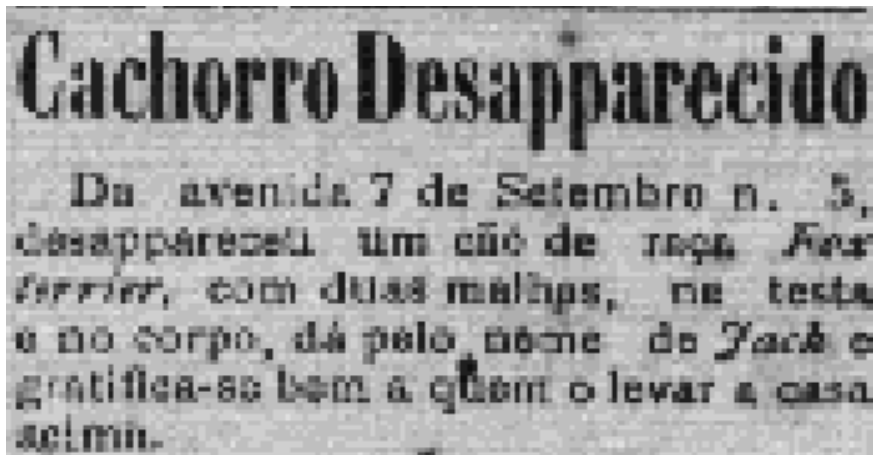 Cachorro Desapparecido
Da avenida 7 de Setembro n. 5,
desappareceu um cão de raça Fox
terrier, com duas malhas, na testa
e no corpo, dá pelo nome de Jack e
gratifica-se bem a quem o levar a casa
acima.